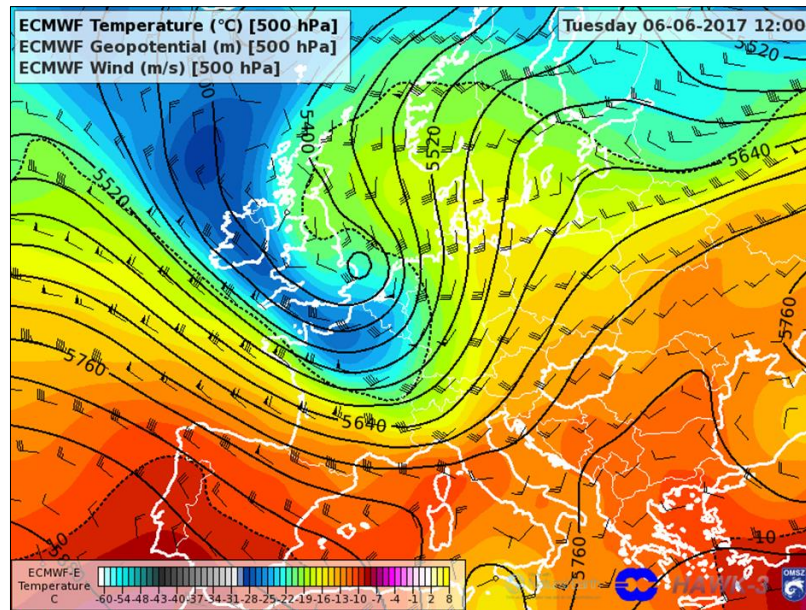 ECMWF Temperature (°C) [500 hPa]
ECMWF Geopotential (m) [500 hPa]
ECMWF Wind (m/s) [500 hPa]
Tuesday 06-06-2017 12:00
5520
5400
5520
5520
5640
5760
5760
5640
5760
-10
-10
ECMWF-E
Temperature
C
-60 -54 -48 -43 -40 -37 -34 -31 -28 -25 -22 -19 -16 -13 -10 -7 -4 -1 2 8
HAWK-3
OMSZ